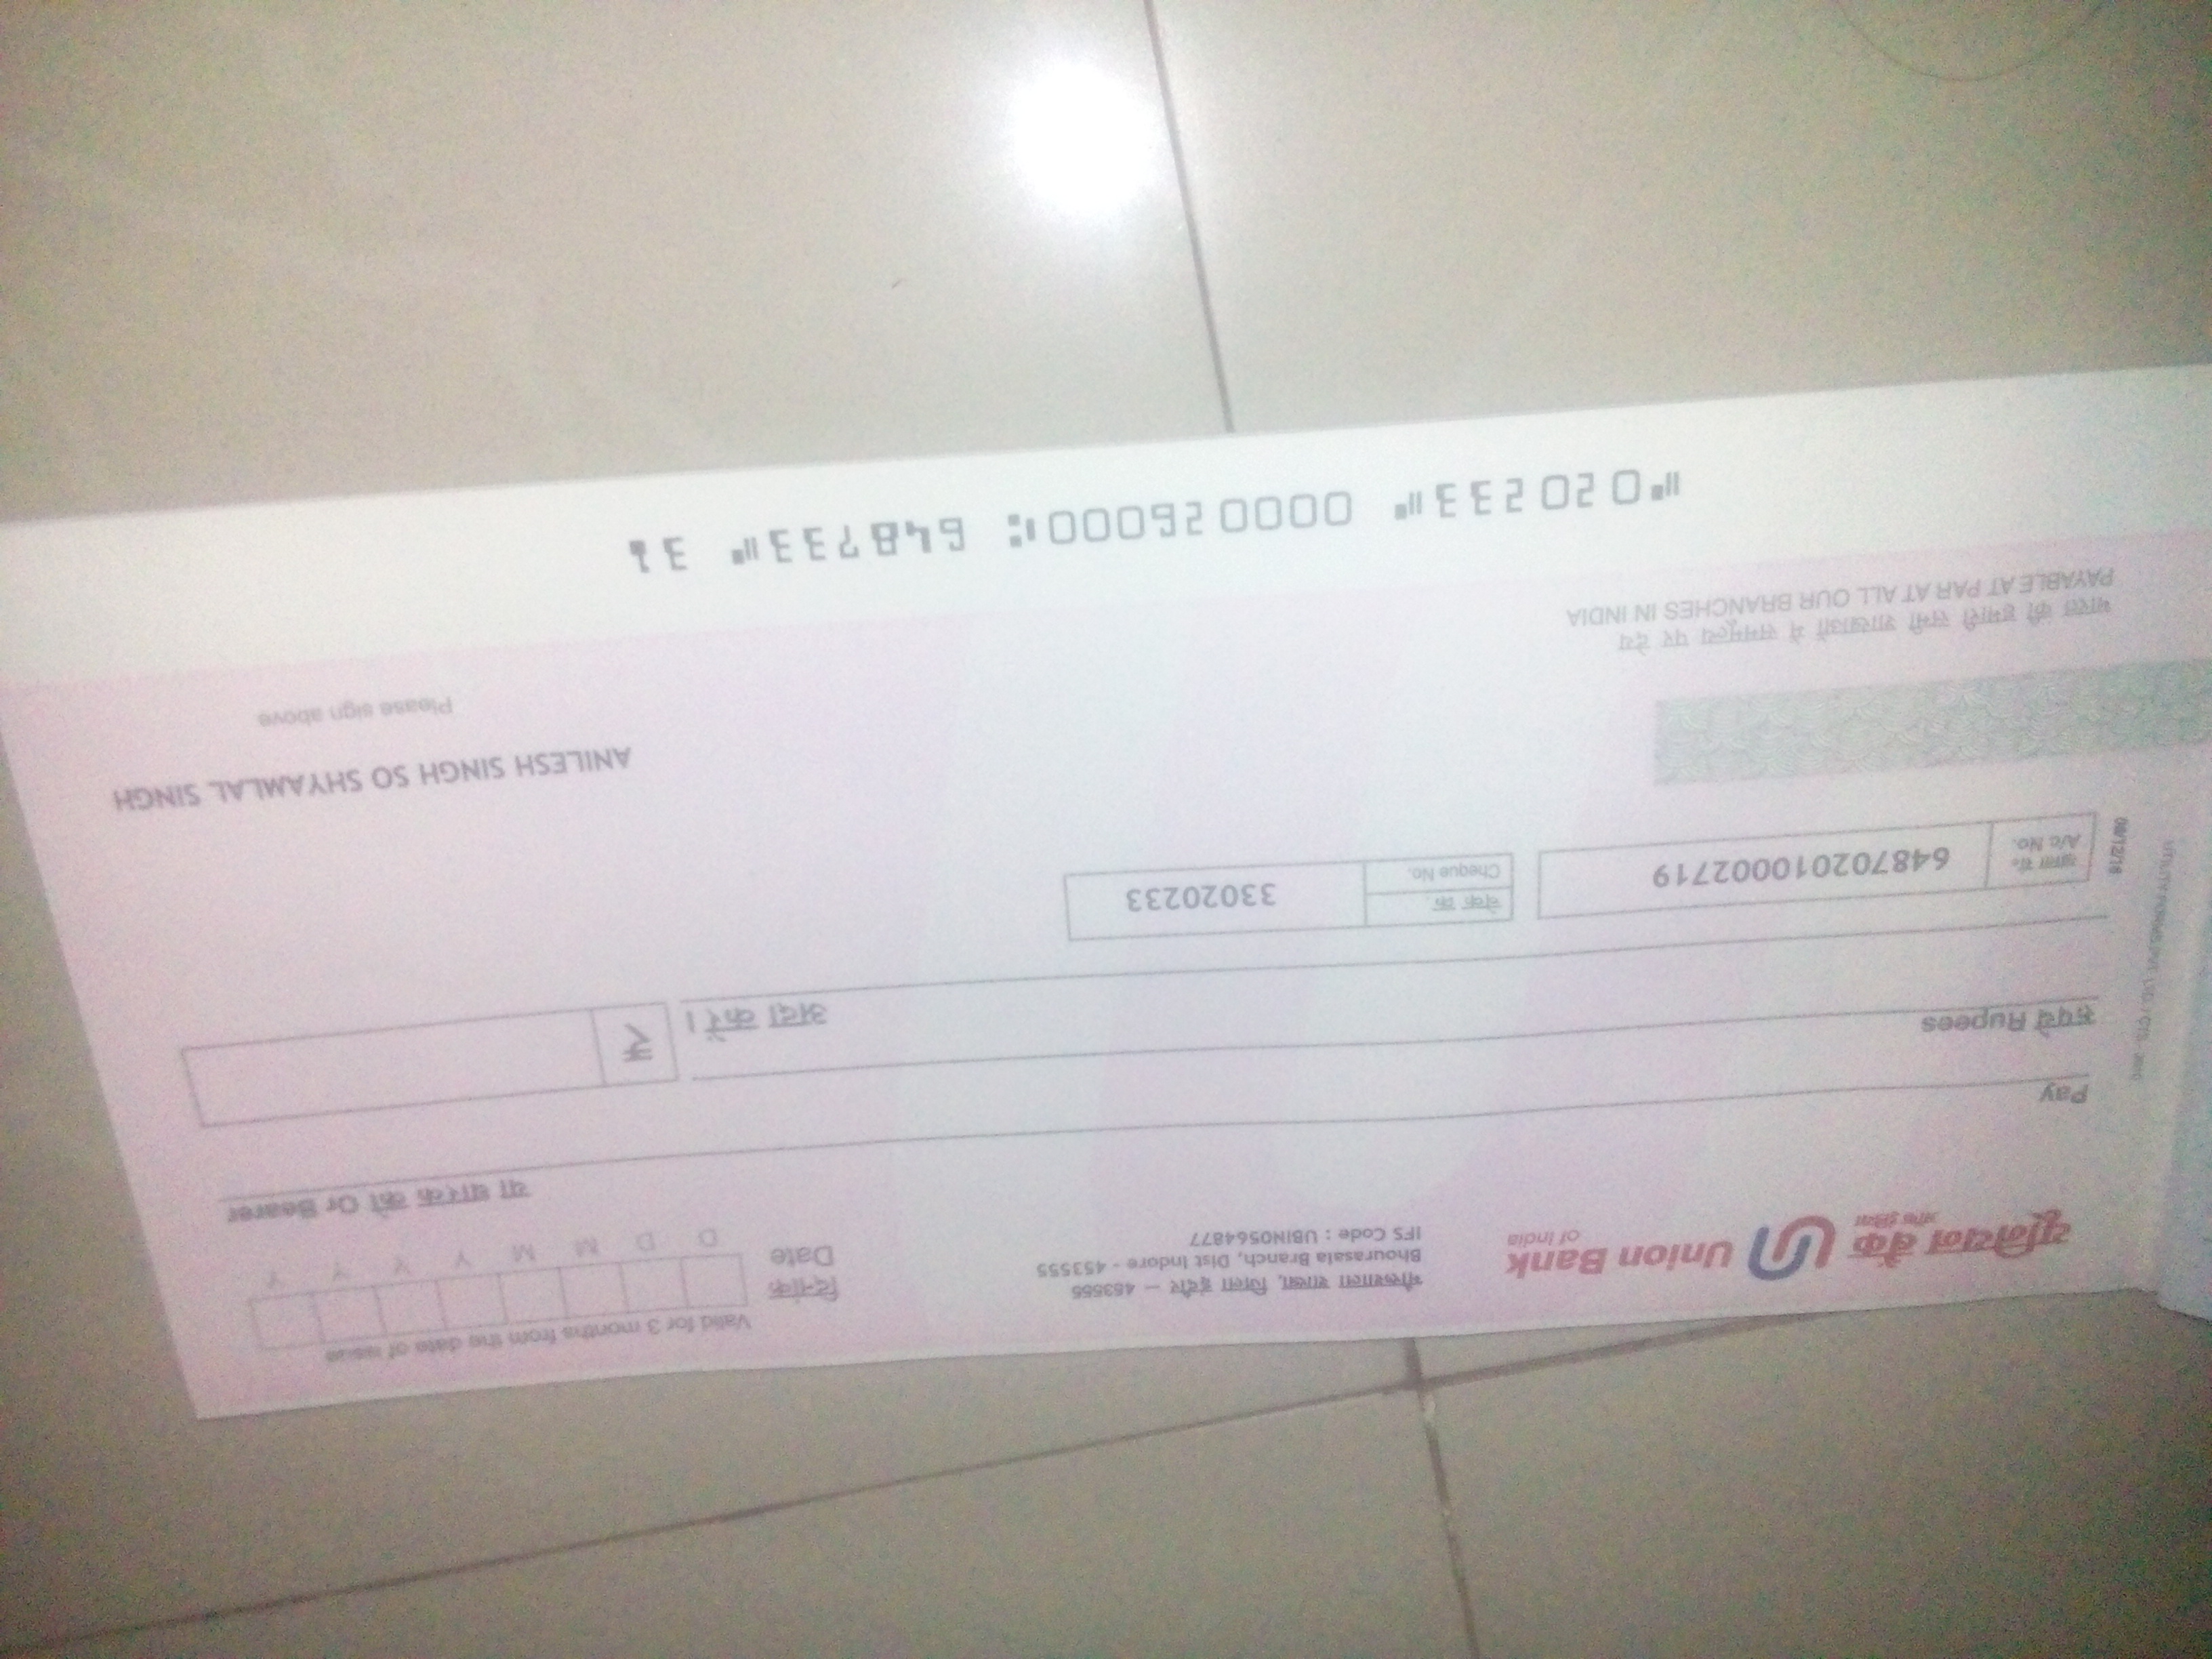 Valid for 3 months from the date of issue
यूनियन बैंक ऑफ इंडिया Union Bank of India
भौंरासाला शाखा, जिला इंदौर – 453555
Bhourasala Branch, Dist Indore - 453555
IFS Code : UBIN0564877
दिनांक
Date
D D M M Y Y Y Y
Pay
या धारक को Or Bearer
रुपये Rupees
अदा करें।
₹
खाता सं.
A/c No.
648702010002719
चेक क्र.
Cheque No.
33020233
08/12/18
ANILESH SINGH SO SHYAMLAL SINGH
Please sign above
भारत की हमारी सभी शाखाओं में सममूल्य पर देय
PAYABLE AT PAR AT ALL OUR BRANCHES IN INDIA
⑈020233⑈ 000026000⑆ 648733⑈ 31